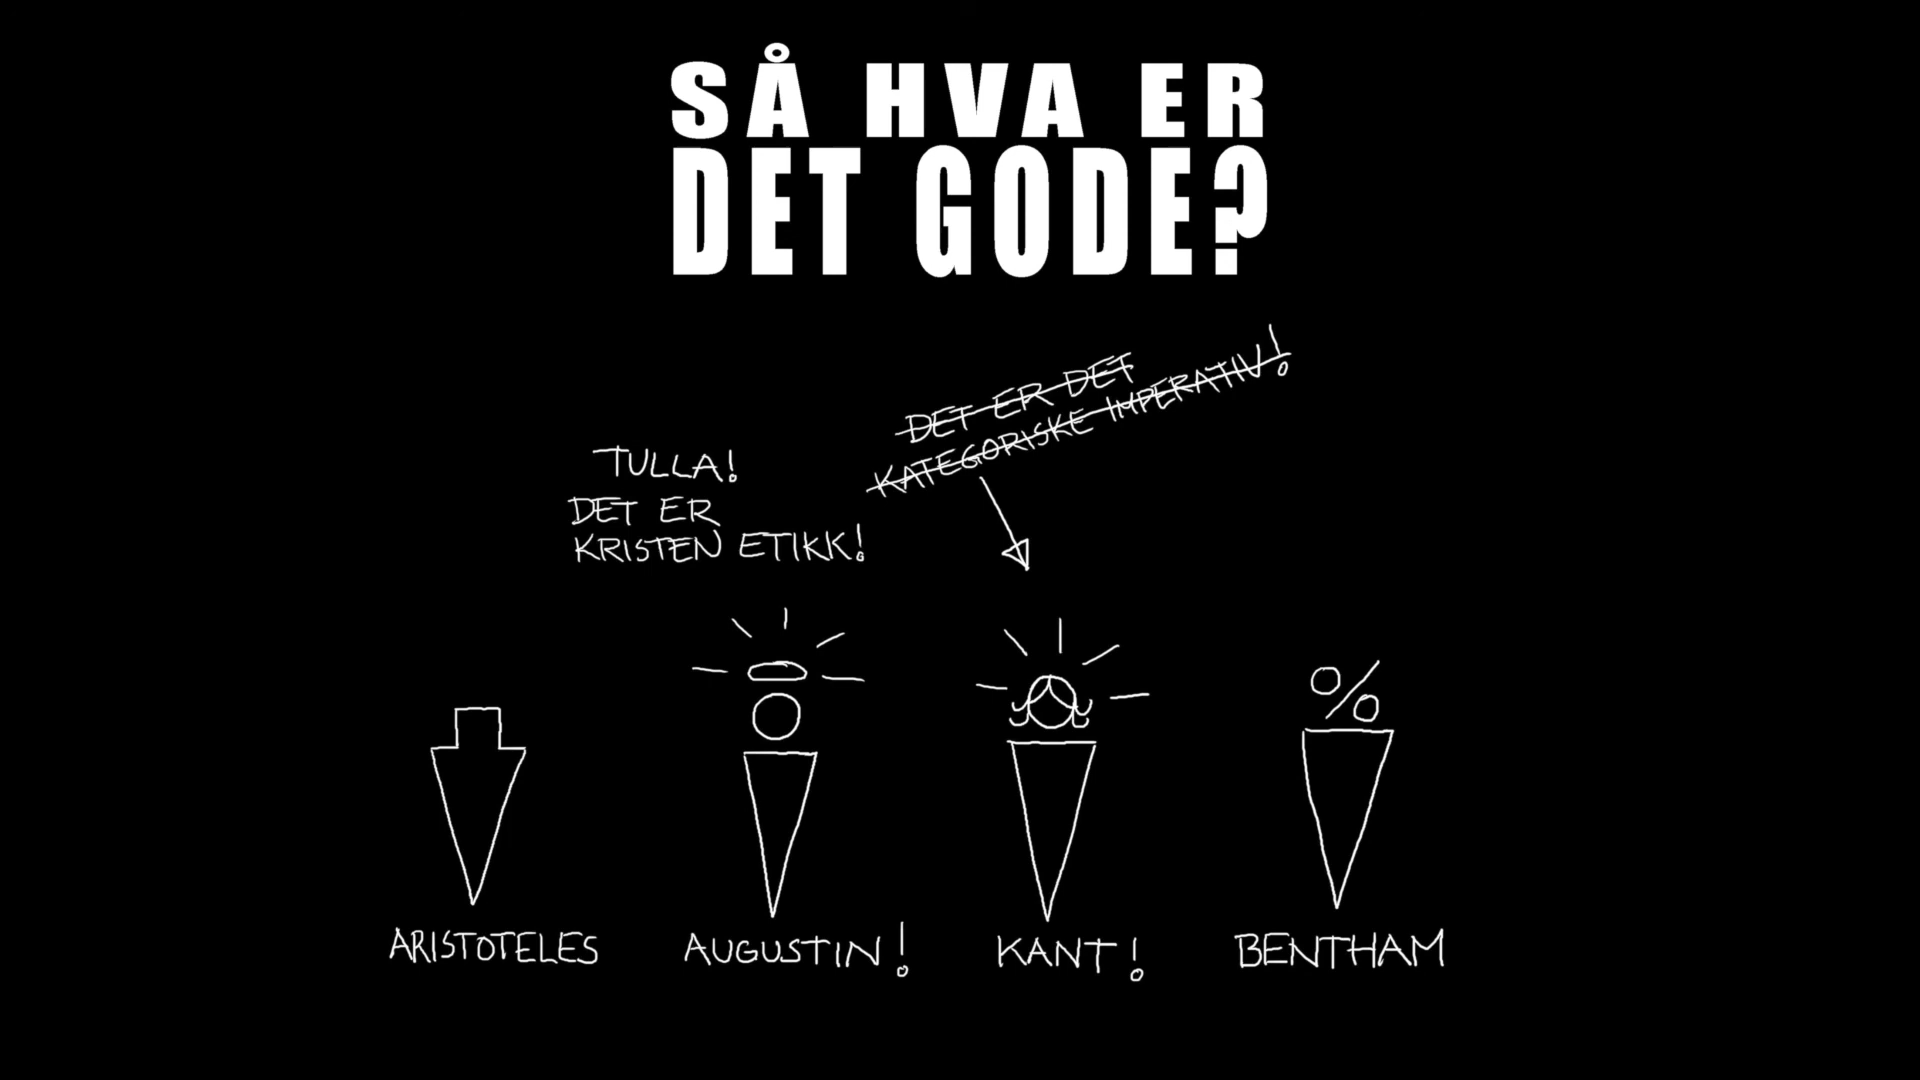 SÅ HVA ER
DET GODE?
DET ER DET
KATEGORISKE IMPERATIV!
TULLA!
DET ER
KRISTEN ETIKK!
%
ARISTOTELES
AUGUSTIN!
KANT!
BENTHAM